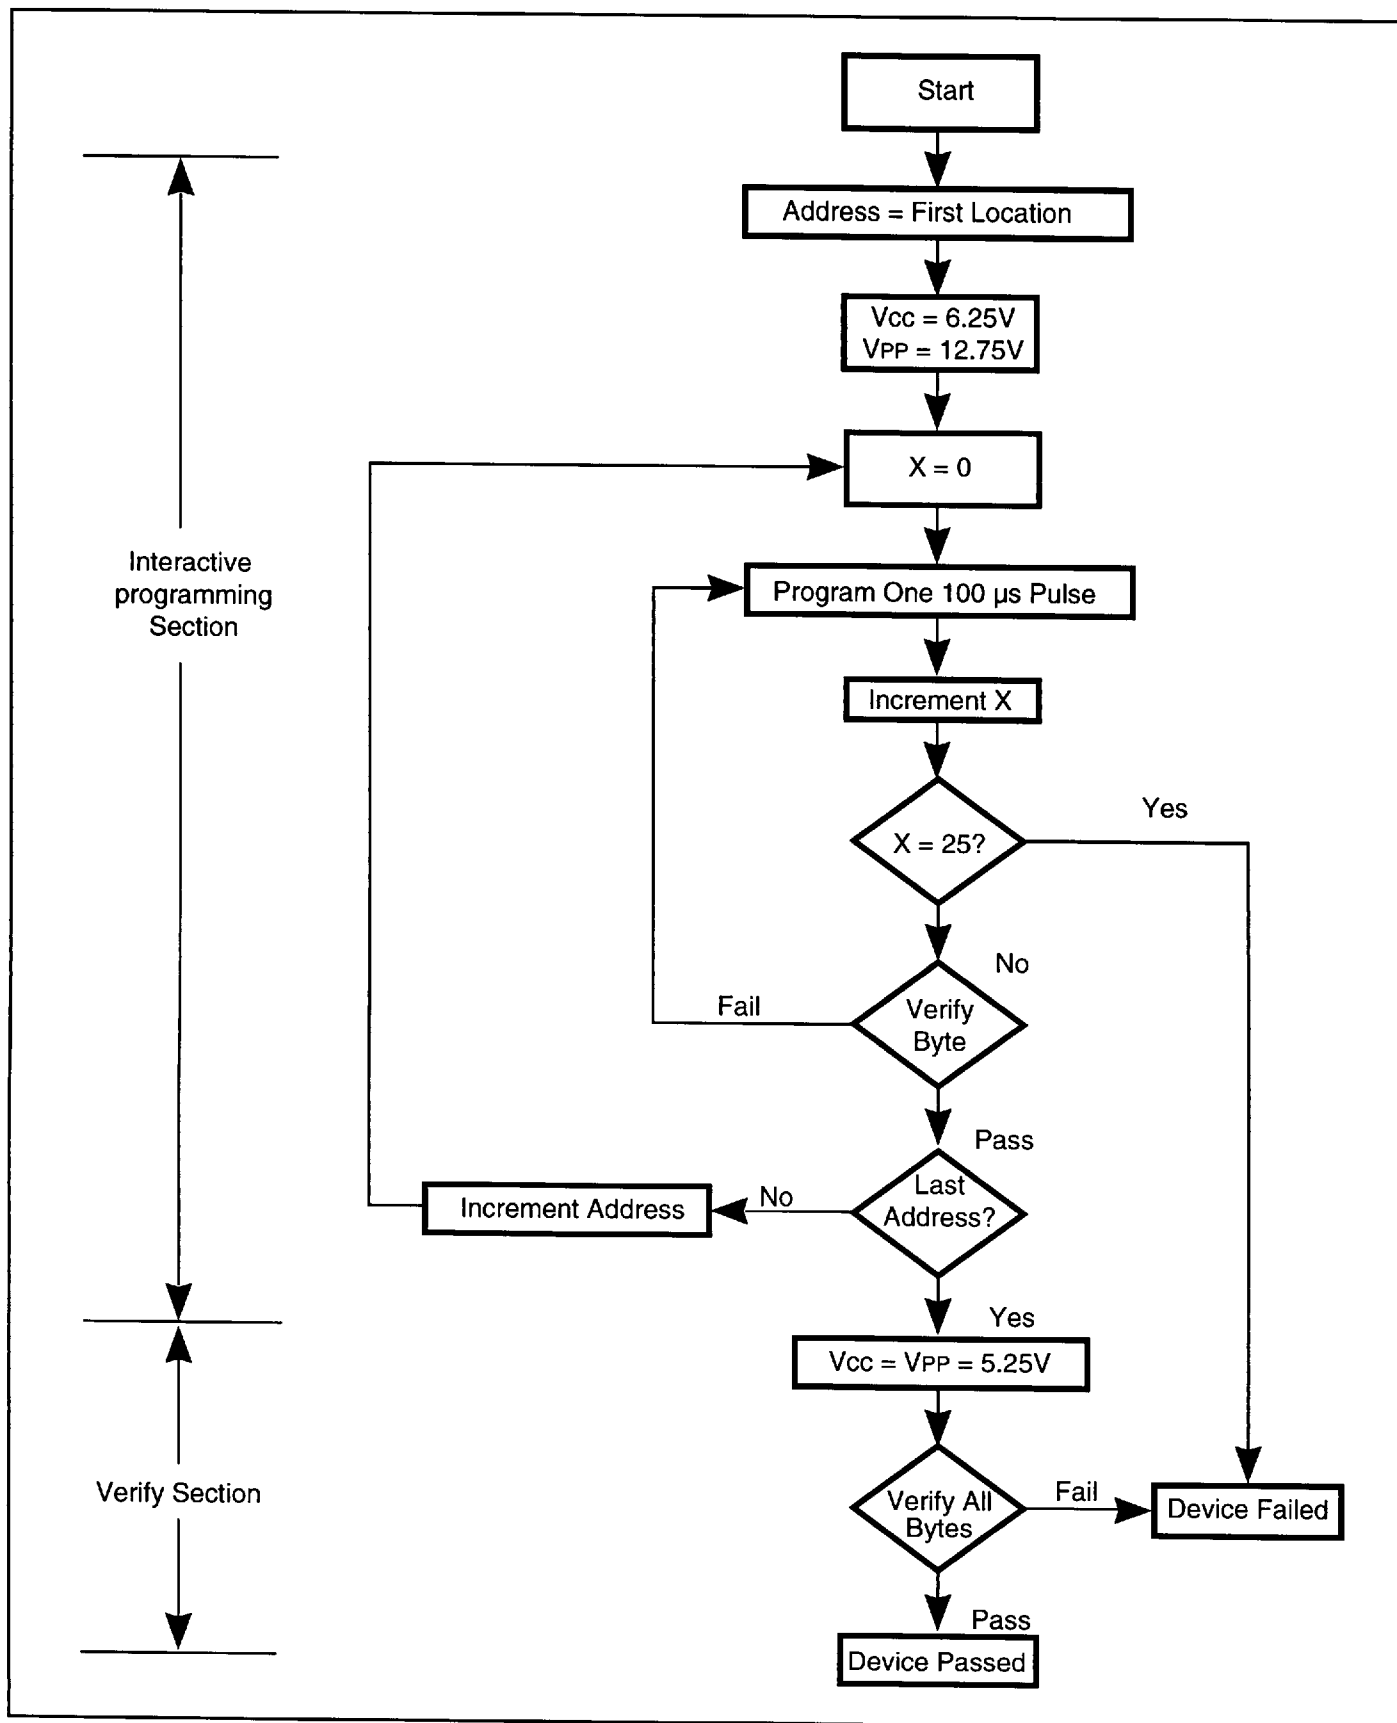 Start
Address = First Location
Vcc = 6.25V
VPP = 12.75V
X = 0
Interactive
programming
Section
Program One 100 µs Pulse
Increment X
X = 25?
Yes
No
Verify
Byte
Fail
Pass
Last
Address?
No
Increment Address
Yes
Vcc = VPP = 5.25V
Verify Section
Verify All
Bytes
Fail
Device Failed
Pass
Device Passed